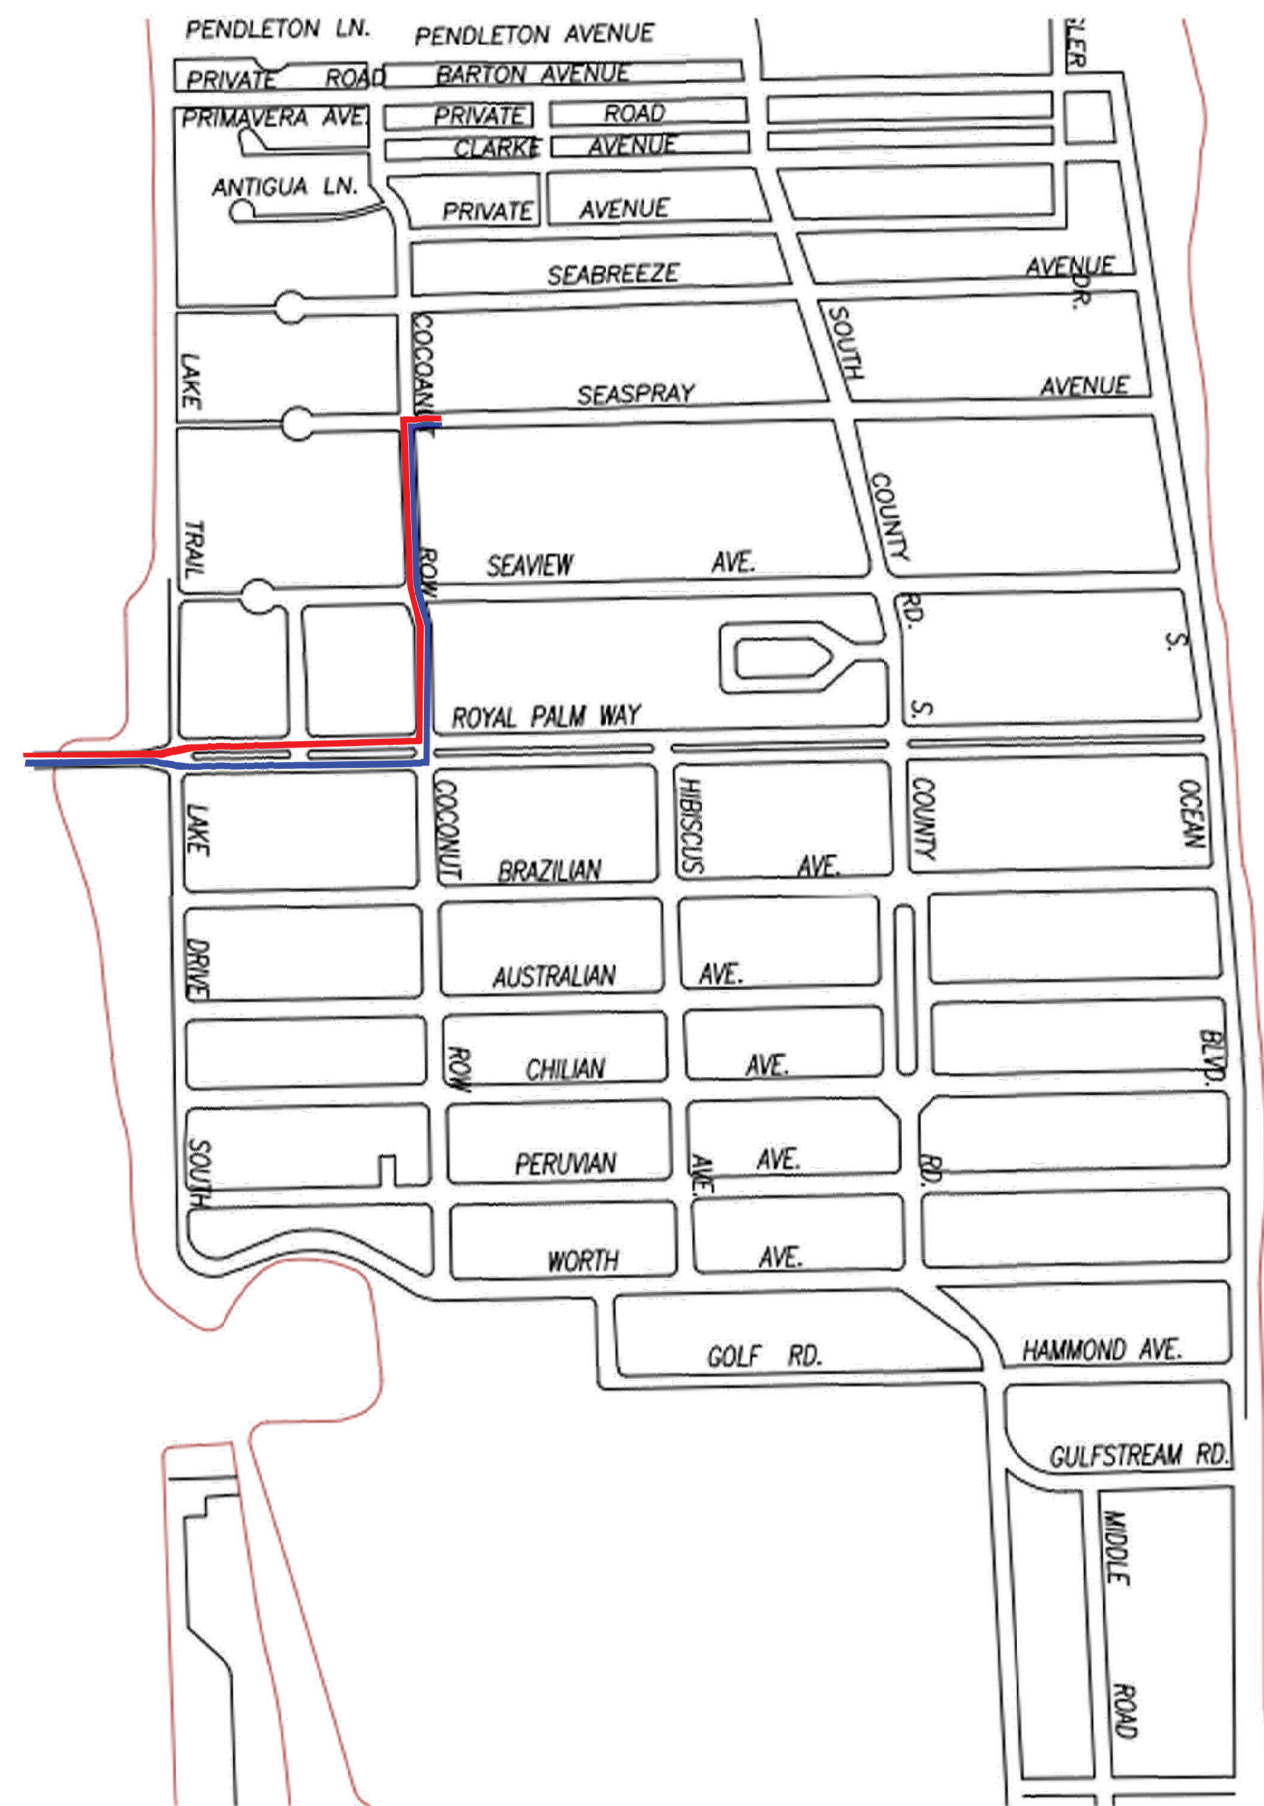 PENDLETON LN. PENDLETON AVENUE
PRIVATE ROAD BARTON AVENUE
PRIMAVERA AVE. PRIVATE ROAD
CLARKE AVENUE
ANTIGUA LN.
PRIVATE AVENUE
SEABREEZE AVENUE
DR.
COCOANUT
SOUTH
LAKE
SEASPRAY AVENUE
COUNTY
TRAIL
ROW
SEAVIEW AVE.
RD.
S.
S.
ROYAL PALM WAY
LAKE
COCONUT
HIBISCUS
COUNTY
OCEAN
BRAZILIAN AVE.
DRIVE
AUSTRALIAN AVE.
ROW
CHILIAN AVE.
BLVD.
SOUTH
PERUVIAN AVE.
AVE.
RD.
WORTH AVE.
GOLF RD.
HAMMOND AVE.
GULFSTREAM RD.
MIDDLE
ROAD